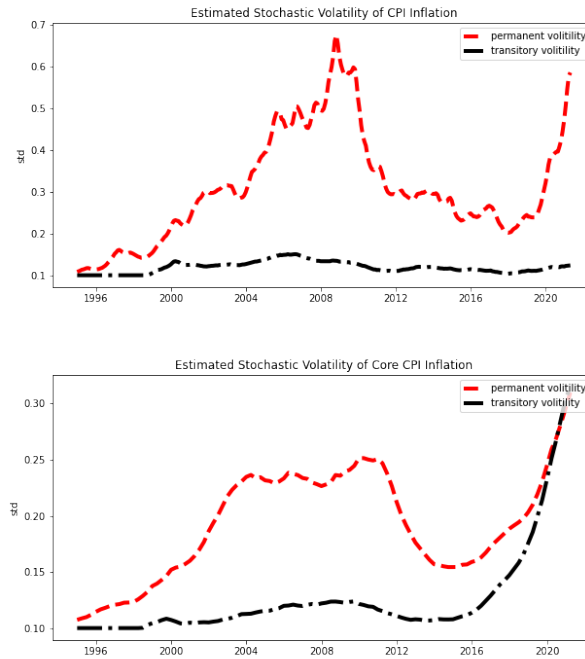 Estimated Stochastic Volatility of CPI Inflation
0.7
0.6
0.5
0.4
0.3
0.2
0.1
std
permanent volitility
transitory volitility
1996 2000 2004 2008 2012 2016 2020
Estimated Stochastic Volatility of Core CPI Inflation
0.30
0.25
0.20
0.15
0.10
std
permanent volitility
transitory volitility
1996 2000 2004 2008 2012 2016 2020